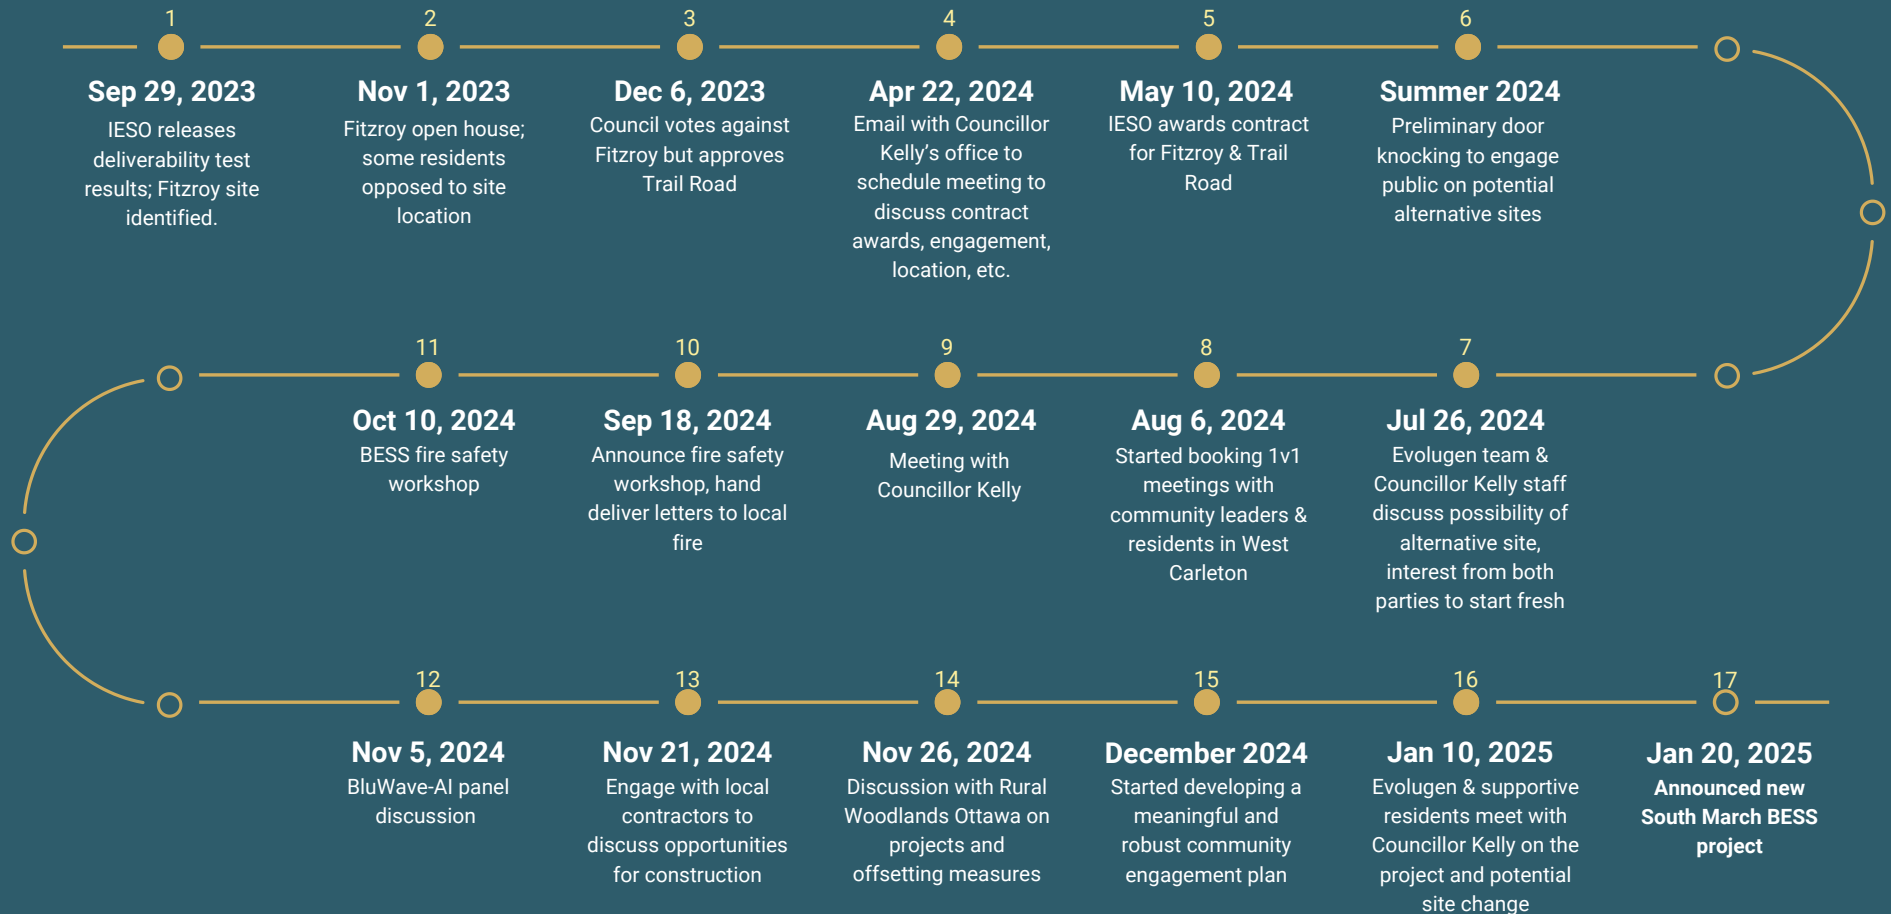 1
Sep 29, 2023
IESO releases
deliverability test
results; Fitzroy site
identified.
2
Nov 1, 2023
Fitzroy open house;
some residents
opposed to site
location
3
Dec 6, 2023
Council votes against
Fitzroy but approves
Trail Road
4
Apr 22, 2024
Email with Councillor
Kelly's office to
schedule meeting to
discuss contract
awards, engagement,
location, etc.
5
May 10, 2024
IESO awards contract
for Fitzroy & Trail
Road
6
Summer 2024
Preliminary door
knocking to engage
public on potential
alternative sites
7
Jul 26, 2024
Evolugen team &
Councillor Kelly staff
discuss possibility of
alternative site,
interest from both
parties to start fresh
8
Aug 6, 2024
Started booking 1v1
meetings with
community leaders &
residents in West
Carleton
9
Aug 29, 2024
Meeting with
Councillor Kelly
10
Sep 18, 2024
Announce fire safety
workshop, hand
deliver letters to local
fire
11
Oct 10, 2024
BESS fire safety
workshop
12
Nov 5, 2024
BluWave-AI panel
discussion
13
Nov 21, 2024
Engage with local
contractors to
discuss opportunities
for construction
14
Nov 26, 2024
Discussion with Rural
Woodlands Ottawa on
projects and
offsetting measures
15
December 2024
Started developing a
meaningful and
robust community
engagement plan
16
Jan 10, 2025
Evolugen & supportive
residents meet with
Councillor Kelly on the
project and potential
site change
17
Jan 20, 2025
Announced new
South March BESS
project